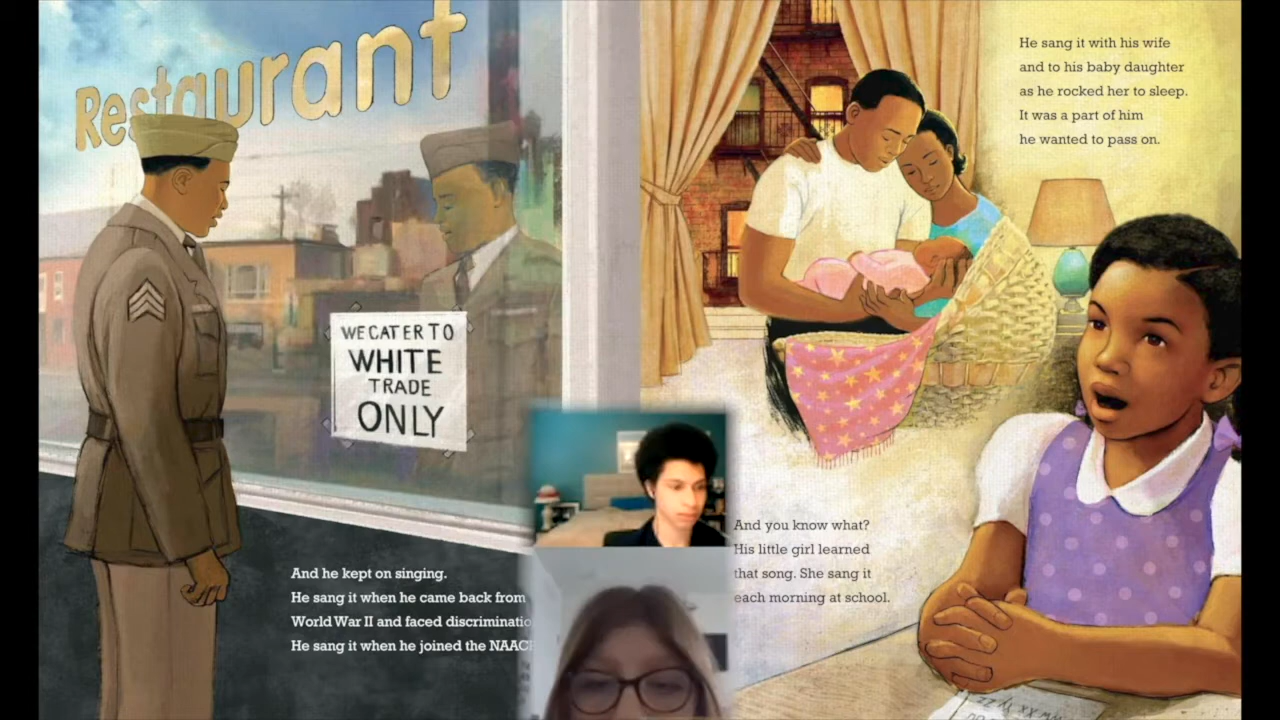 Restaurant
WE CATER TO
WHITE
TRADE
ONLY
And he kept on singing.
He sang it when he came back from
World War II and faced
He sang it when he joined the
He sang it with his wife
and to his baby daughter
as he rocked her to sleep.
It was a part of him
he wanted to pass on.
And you know what?
His little girl learned
that song. She sang it
each morning at school.